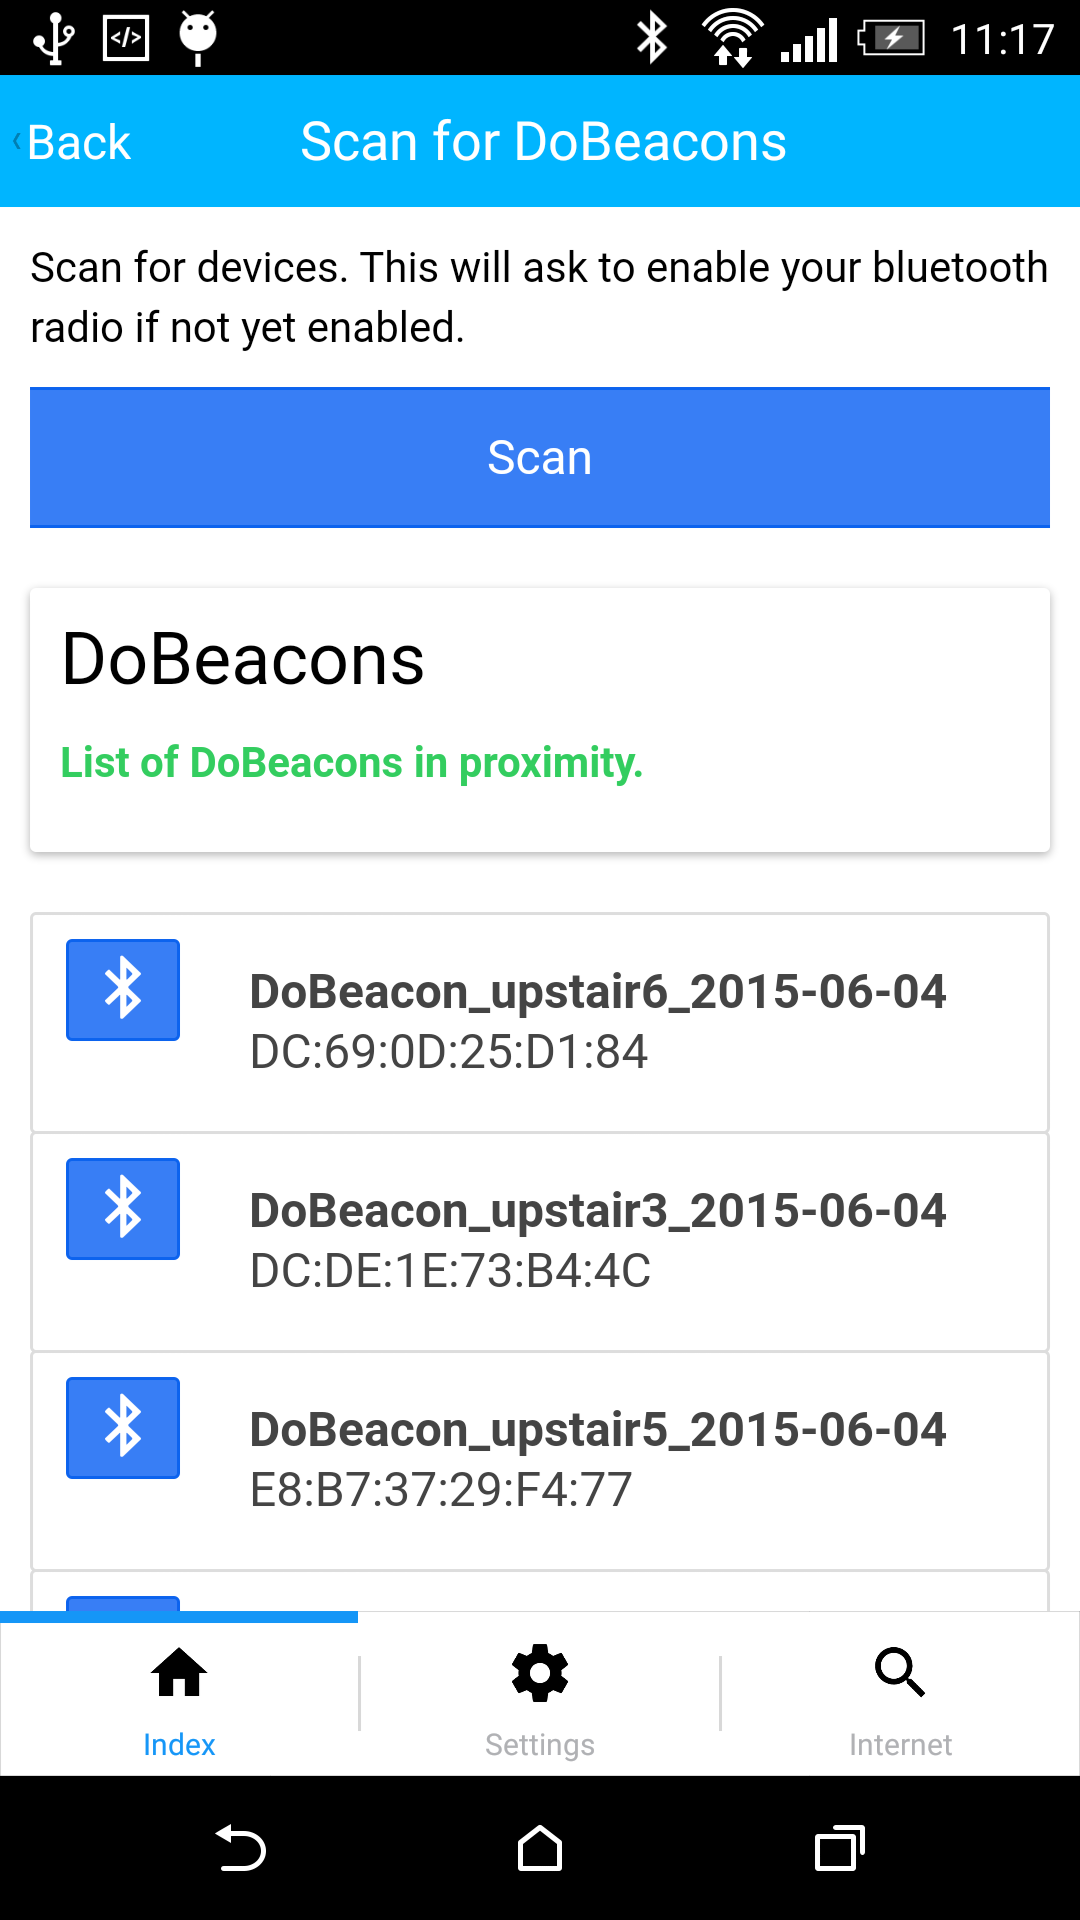 11:17
Back
Scan for DoBeacons
Scan for devices. This will ask to enable your bluetooth
radio if not yet enabled.
Scan
DoBeacons
List of DoBeacons in proximity.
DoBeacon_upstair6_2015-06-04
DC:69:0D:25:D1:84
DoBeacon_upstair3_2015-06-04
DC:DE:1E:73:B4:4C
DoBeacon_upstair5_2015-06-04
E8:B7:37:29:F4:77
Index
Settings
Internet